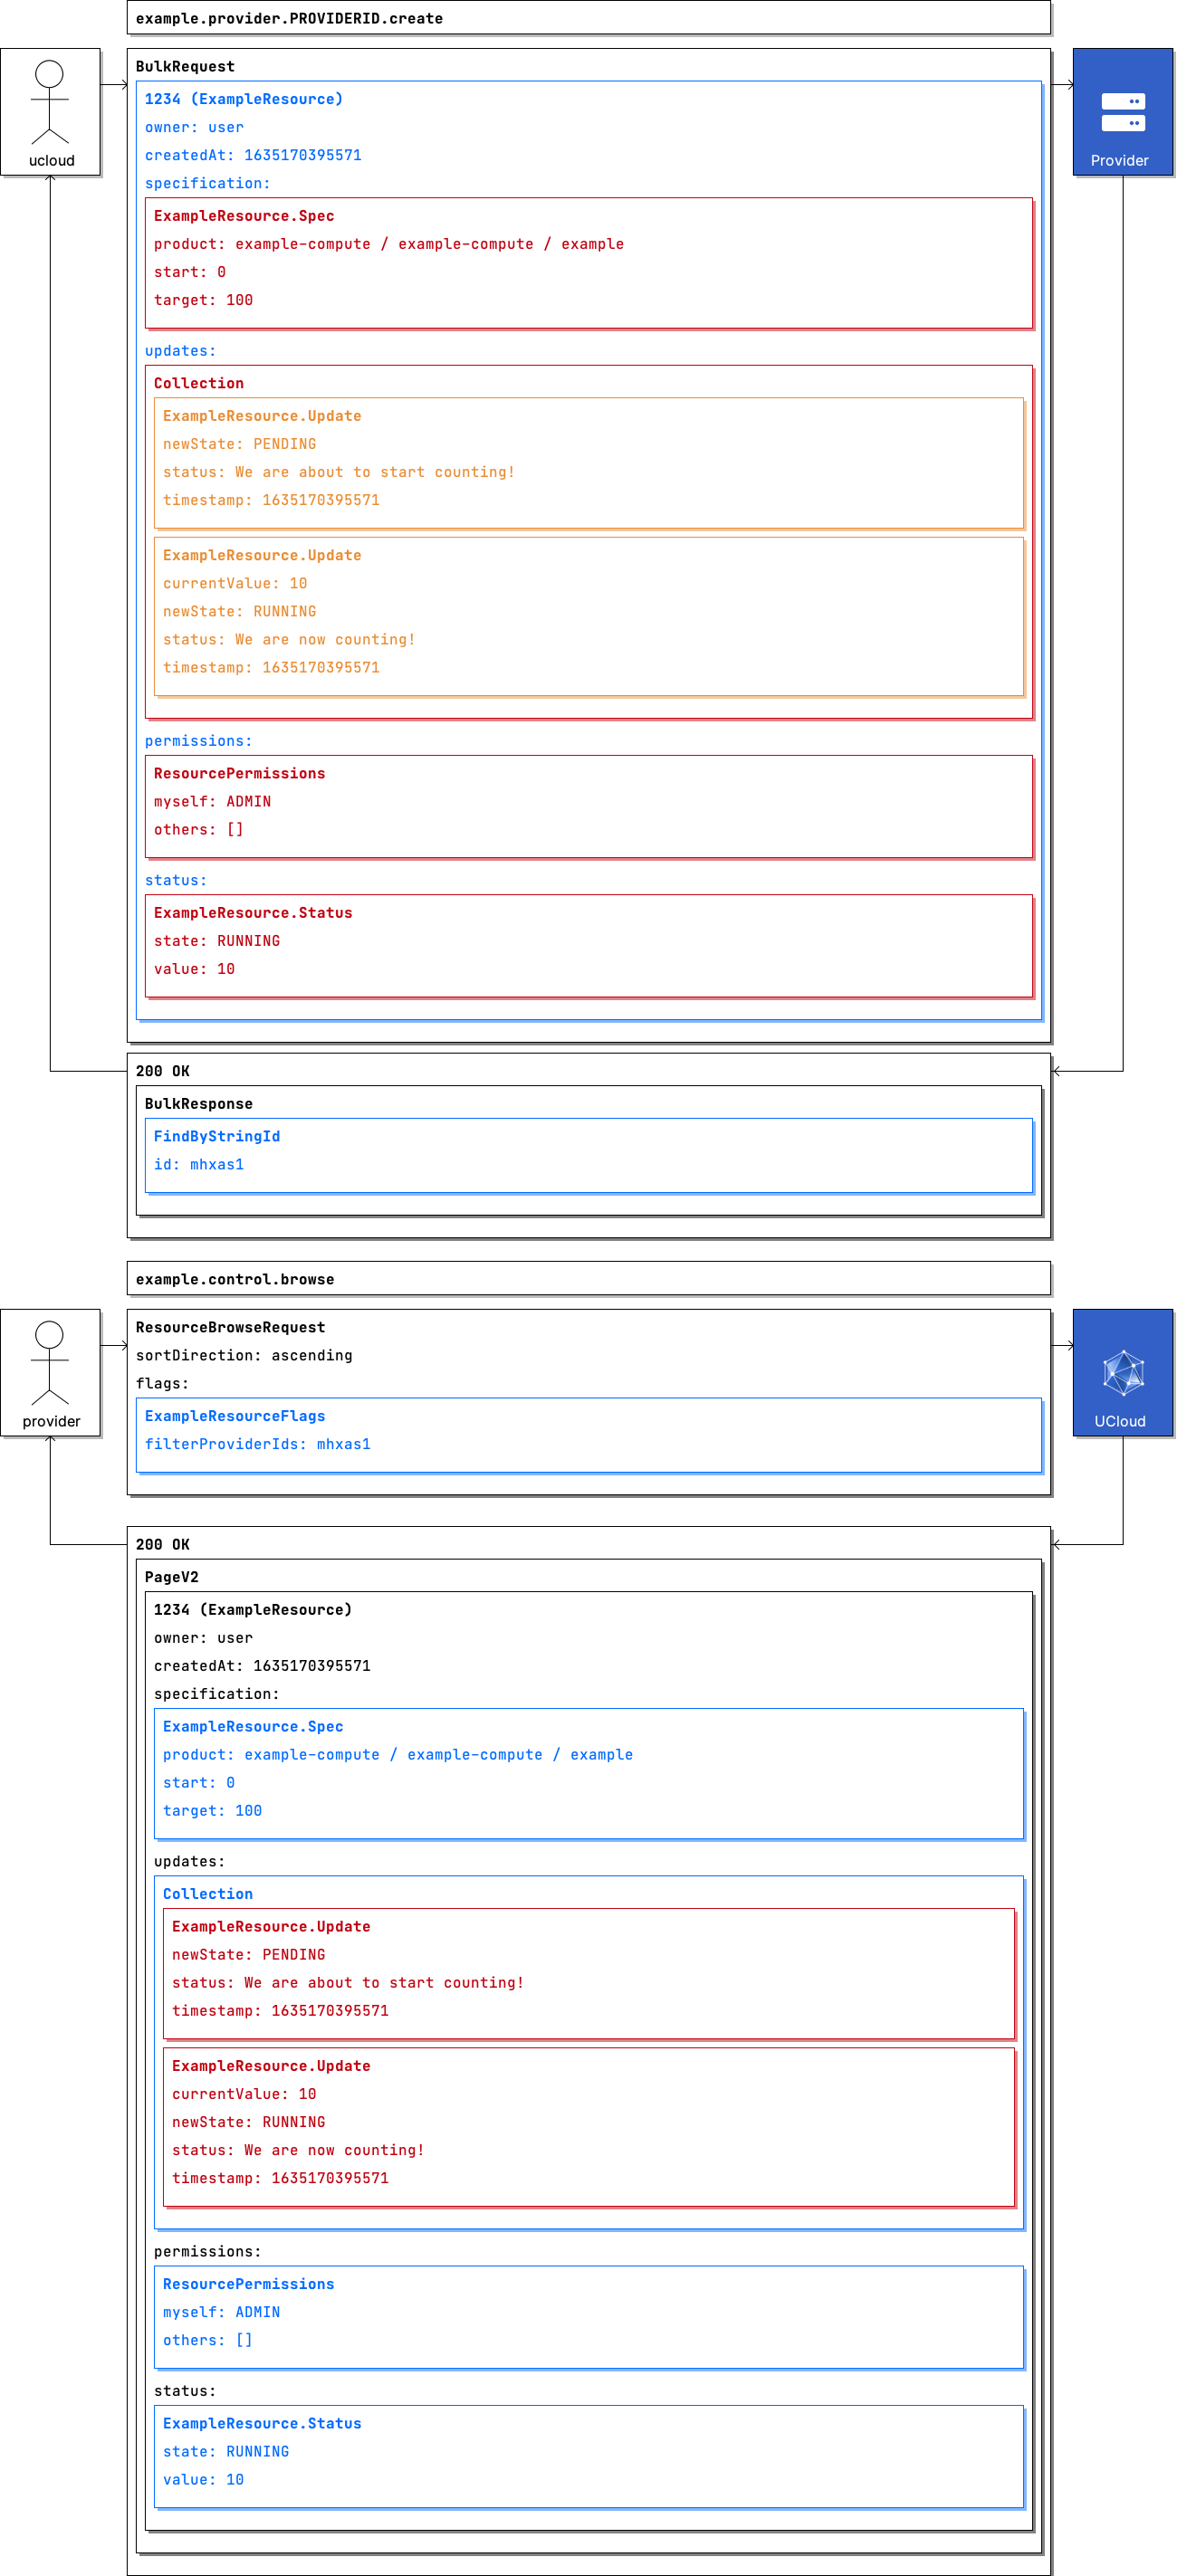 example.provider.PROVIDERID.create
ucloud
BulkRequest
1234 (ExampleResource)
owner: user
createdAt: 1635170395571
specification:
ExampleResource.Spec
product: example-compute / example-compute / example
start: 0
target: 100
updates:
Collection
ExampleResource.Update
newState: PENDING
status: We are about to start counting!
timestamp: 1635170395571
ExampleResource.Update
currentValue: 10
newState: RUNNING
status: We are now counting!
timestamp: 1635170395571
permissions:
ResourcePermissions
myself: ADMIN
others: []
status:
ExampleResource.Status
state: RUNNING
value: 10
Provider
200 OK
BulkResponse
FindByStringId
id: mhxas1
example.control.browse
provider
ResourceBrowseRequest
sortDirection: ascending
flags:
ExampleResourceFlags
filterProviderIds: mhxas1
UCloud
200 OK
PageV2
1234 (ExampleResource)
owner: user
createdAt: 1635170395571
specification:
ExampleResource.Spec
product: example-compute / example-compute / example
start: 0
target: 100
updates:
Collection
ExampleResource.Update
newState: PENDING
status: We are about to start counting!
timestamp: 1635170395571
ExampleResource.Update
currentValue: 10
newState: RUNNING
status: We are now counting!
timestamp: 1635170395571
permissions:
ResourcePermissions
myself: ADMIN
others: []
status:
ExampleResource.Status
state: RUNNING
value: 10